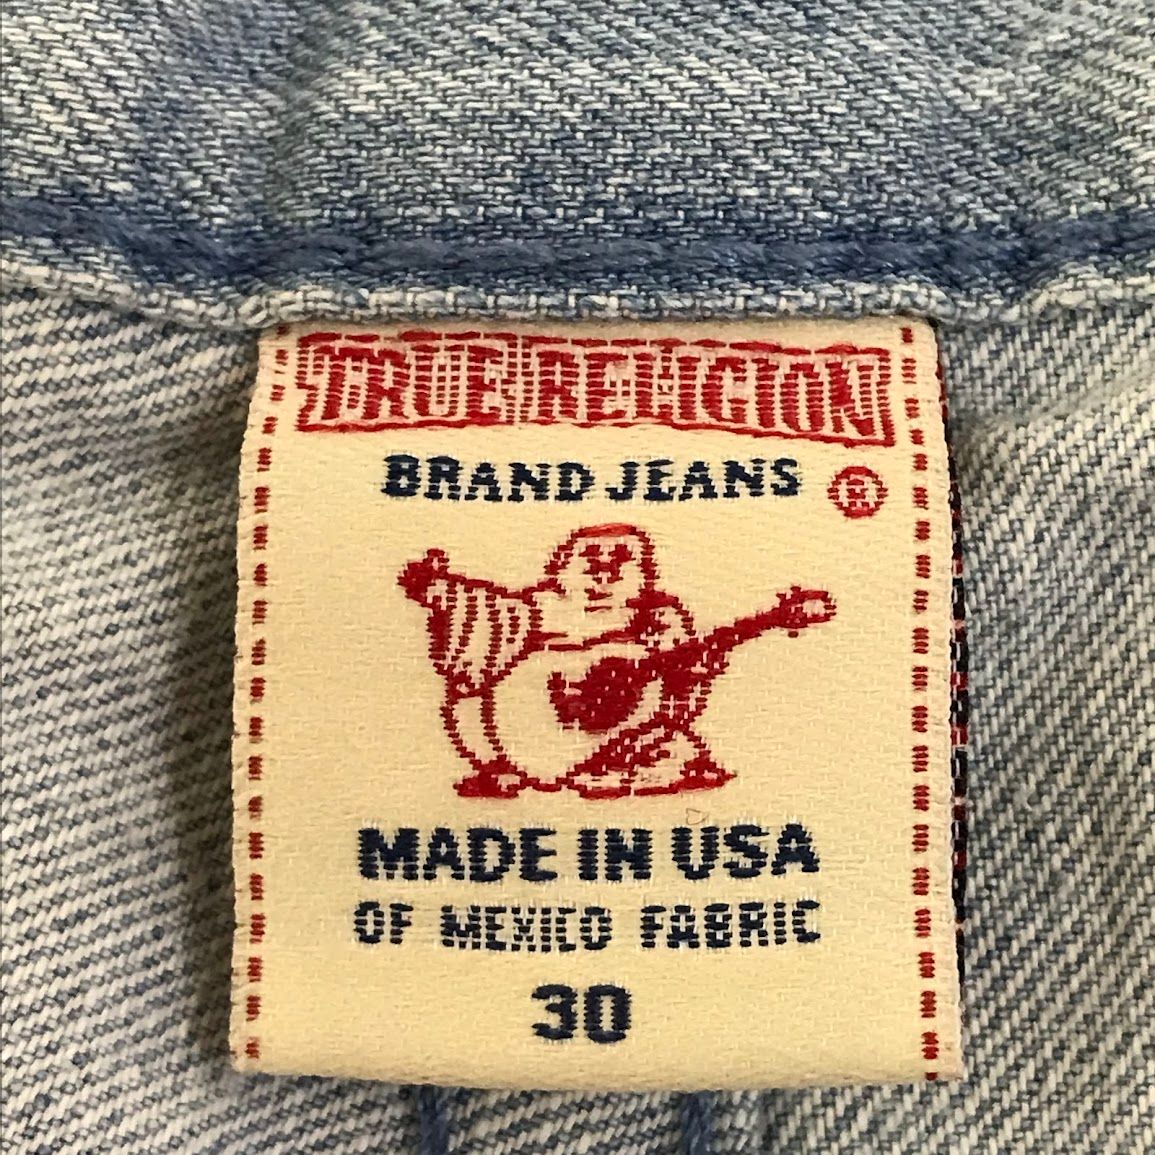 TRUE RELIGION
BRAND JEANS ®
MADE IN USA
OF MEXICO FABRIC
30